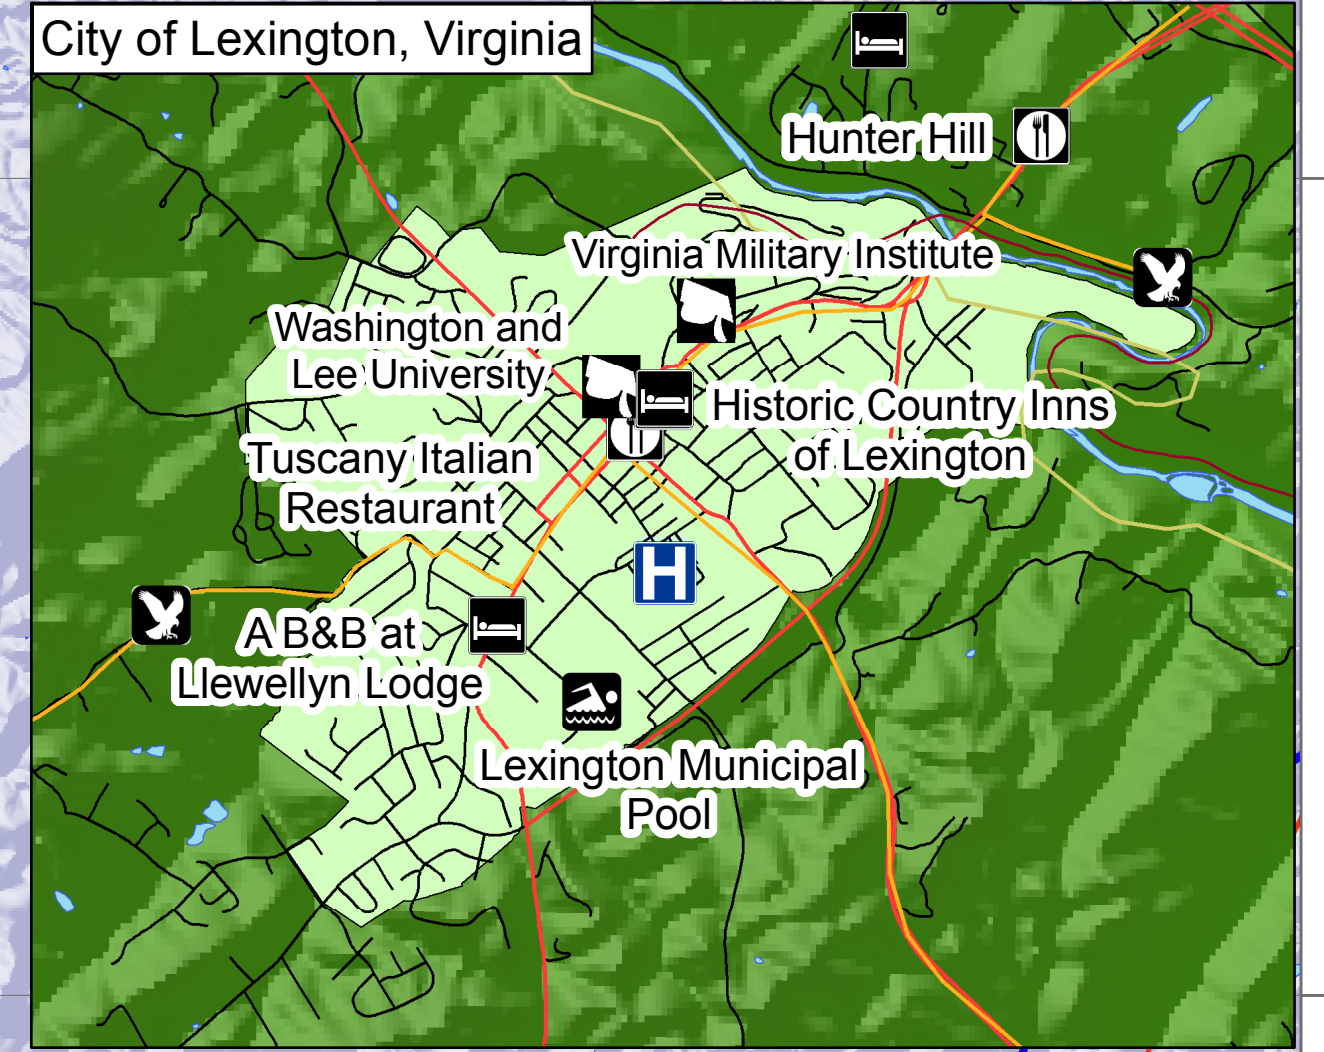 City of Lexington, Virginia
Hunter Hill
Virginia Military Institute
Washington and
Lee University
Historic Country Inns
of Lexington
Tuscany Italian
Restaurant
H
A B&B at
Llewellyn Lodge
Lexington Municipal
Pool